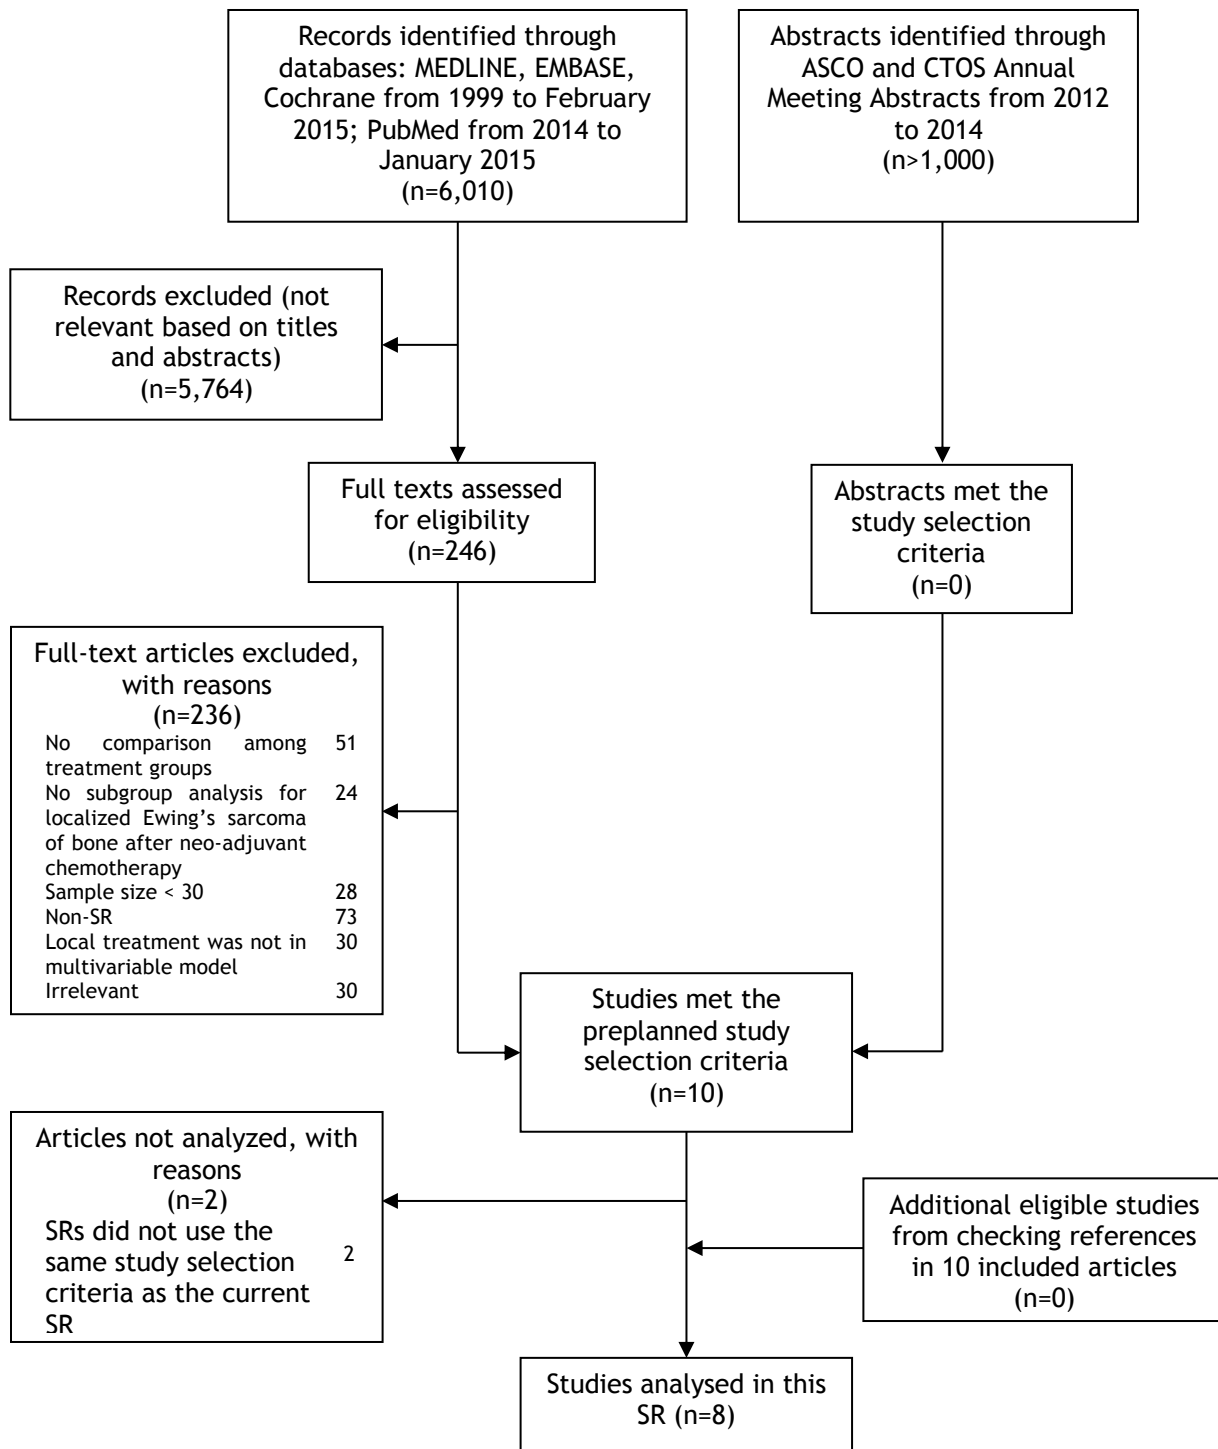 Records identified through
databases: MEDLINE, EMBASE,
Cochrane from 1999 to February
2015; PubMed from 2014 to
January 2015
(n=6,010)
Abstracts identified through
ASCO and CTOS Annual
Meeting Abstracts from 2012
to 2014
(n>1,000)
Records excluded (not
relevant based on titles
and abstracts)
(n=5,764)
Full texts assessed
for eligibility
(n=246)
Abstracts met the
study selection
criteria
(n=0)
Full-text articles excluded,
with reasons
(n=236)
No comparison among 51
treatment groups
No subgroup analysis for 24
localized Ewing’s sarcoma
of bone after neo-adjuvant
chemotherapy
Sample size < 30 28
Non-SR 73
Local treatment was not in 30
multivariable model
Irrelevant 30
Studies met the
preplanned study
selection criteria
(n=10)
Articles not analyzed, with
reasons
(n=2)
SRs did not use the
same study selection 2
criteria as the current
SR
Additional eligible studies
from checking references
in 10 included articles
(n=0)
Studies analysed in this
SR (n=8)